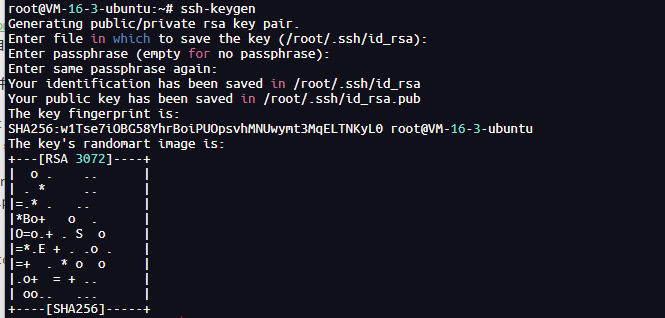 root@VM-16-3-ubuntu:~# ssh-keygen
Generating public/private rsa key pair.
Enter file in which to save the key (/root/.ssh/id_rsa):
Enter passphrase (empty for no passphrase):
Enter same passphrase again:
Your identification has been saved in /root/.ssh/id_rsa
Your public key has been saved in /root/.ssh/id_rsa.pub
The key fingerprint is:
SHA256:w1Tse7iOBG58YhrBoiPUOpsvhMNUwymt3MqELTNKyL0 root@VM-16-3-ubuntu
The key's randomart image is:
+---[RSA 3072]----+
|  o .    ..      |
| . *     ..      |
|=.* .   ..       |
|*Bo+   o  .      |
|O=o.+ . S  o     |
|=*.E + . .o .    |
|=+  . * o  o     |
|.o+  = + ..      |
| oo..   ...      |
+----[SHA256]-----+